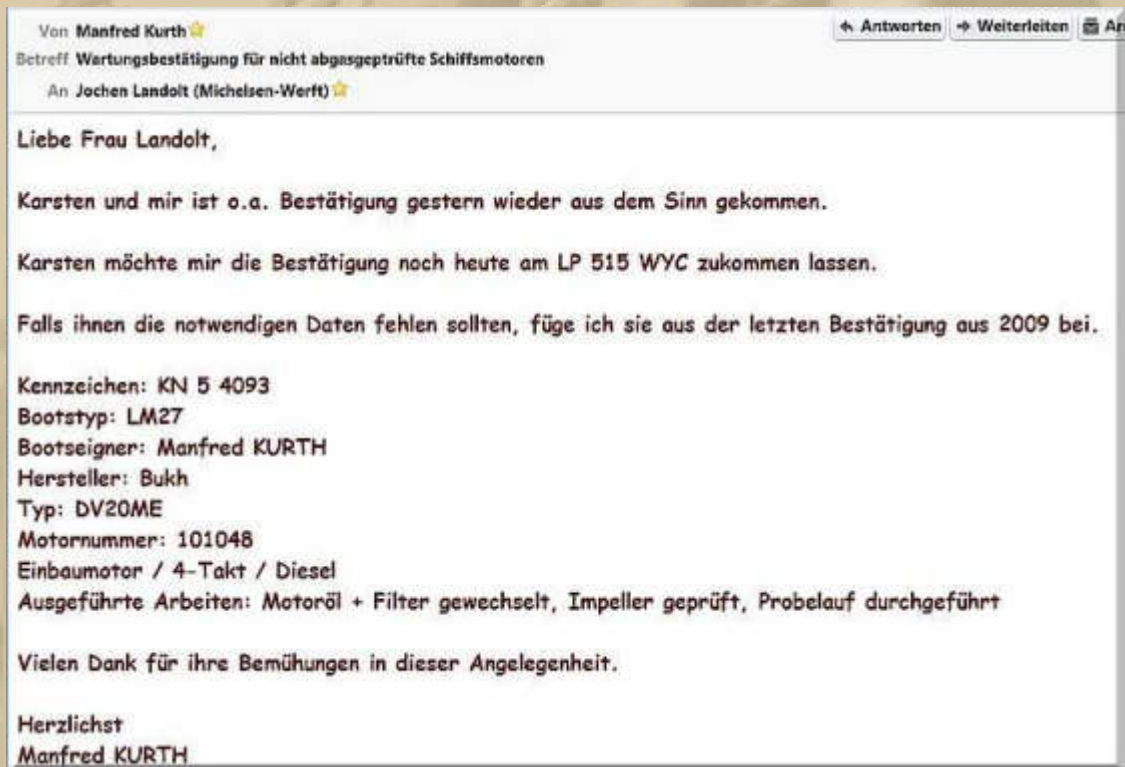 Von Manfred Kurth
Antworten Weiterleiten
Betreff Wartungsbestätigung für nicht abgasgeptrüfte Schiffsmotoren
An Jochen Landolt (Michelsen-Werft)
Liebe Frau Landolt,
Karsten und mir ist o.a. Bestätigung gestern wieder aus dem Sinn gekommen.
Karsten möchte mir die Bestätigung noch heute am LP 515 WYC zukommen lassen.
Falls ihnen die notwendigen Daten fehlen sollten, füge ich sie aus der letzten Bestätigung aus 2009 bei.
Kennzeichen: KN 5 4093
Bootstyp: LM27
Bootseigner: Manfred KURTH
Hersteller: Bukh
Typ: DV20ME
Motornummer: 101048
Einbaumotor / 4-Takt / Diesel
Ausgeführte Arbeiten: Motoröl + Filter gewechselt, Impeller geprüft, Probelauf durchgeführt
Vielen Dank für ihre Bemühungen in dieser Angelegenheit.
Herzlichst
Manfred KURTH